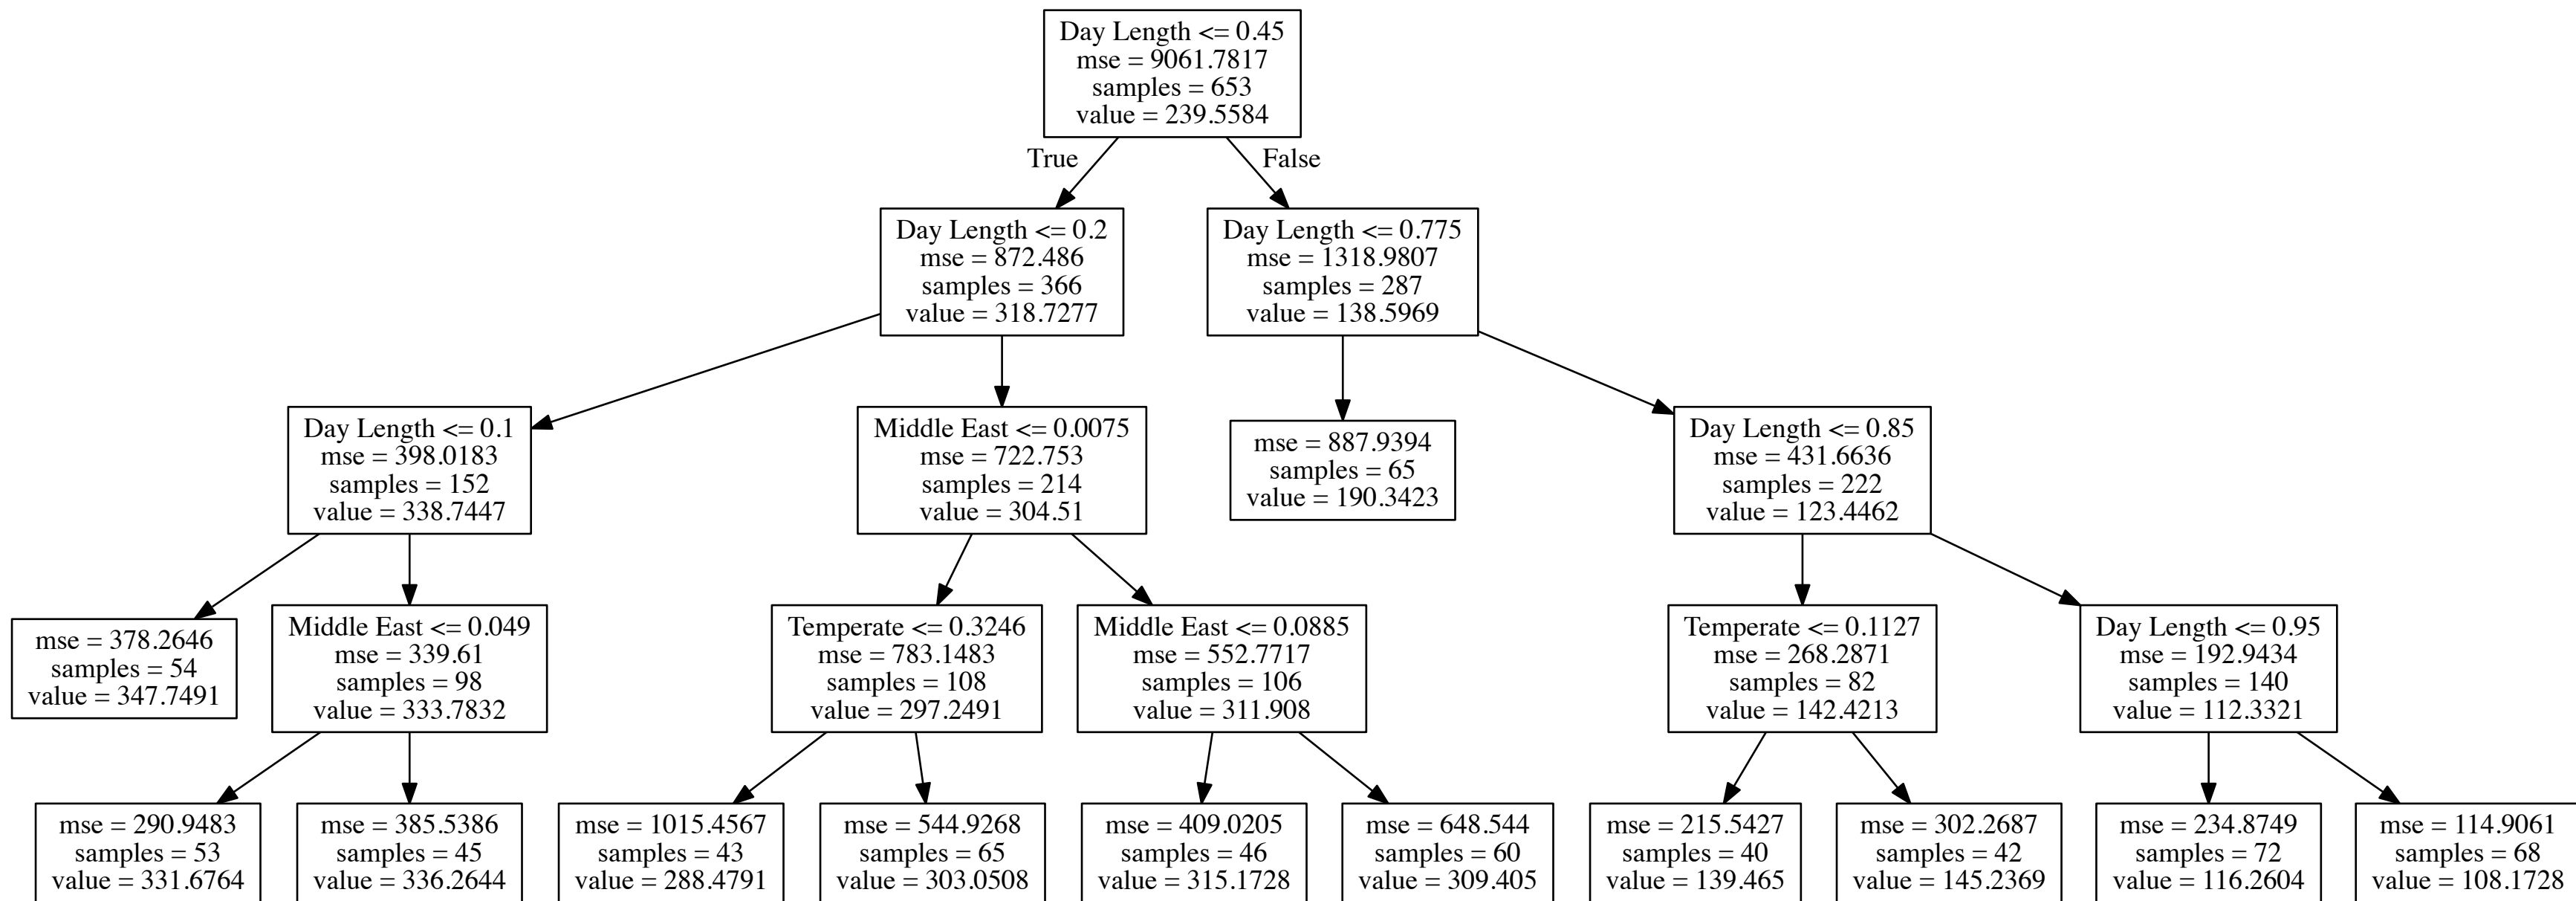 Day Length <= 0.45
mse = 9061.7817
samples = 653
value = 239.5584
True
False
Day Length <= 0.2
mse = 872.486
samples = 366
value = 318.7277
Day Length <= 0.775
mse = 1318.9807
samples = 287
value = 138.5969
Day Length <= 0.1
mse = 398.0183
samples = 152
value = 338.7447
Middle East <= 0.0075
mse = 722.753
samples = 214
value = 304.51
mse = 887.9394
samples = 65
value = 190.3423
Day Length <= 0.85
mse = 431.6636
samples = 222
value = 123.4462
mse = 378.2646
samples = 54
value = 347.7491
Middle East <= 0.049
mse = 339.61
samples = 98
value = 333.7832
Temperate <= 0.3246
mse = 783.1483
samples = 108
value = 297.2491
Middle East <= 0.0885
mse = 552.7717
samples = 106
value = 311.908
Temperate <= 0.1127
mse = 268.2871
samples = 82
value = 142.4213
Day Length <= 0.95
mse = 192.9434
samples = 140
value = 112.3321
mse = 290.9483
samples = 53
value = 331.6764
mse = 385.5386
samples = 45
value = 336.2644
mse = 1015.4567
samples = 43
value = 288.4791
mse = 544.9268
samples = 65
value = 303.0508
mse = 409.0205
samples = 46
value = 315.1728
mse = 648.544
samples = 60
value = 309.405
mse = 215.5427
samples = 40
value = 139.465
mse = 302.2687
samples = 42
value = 145.2369
mse = 234.8749
samples = 72
value = 116.2604
mse = 114.9061
samples = 68
value = 108.1728